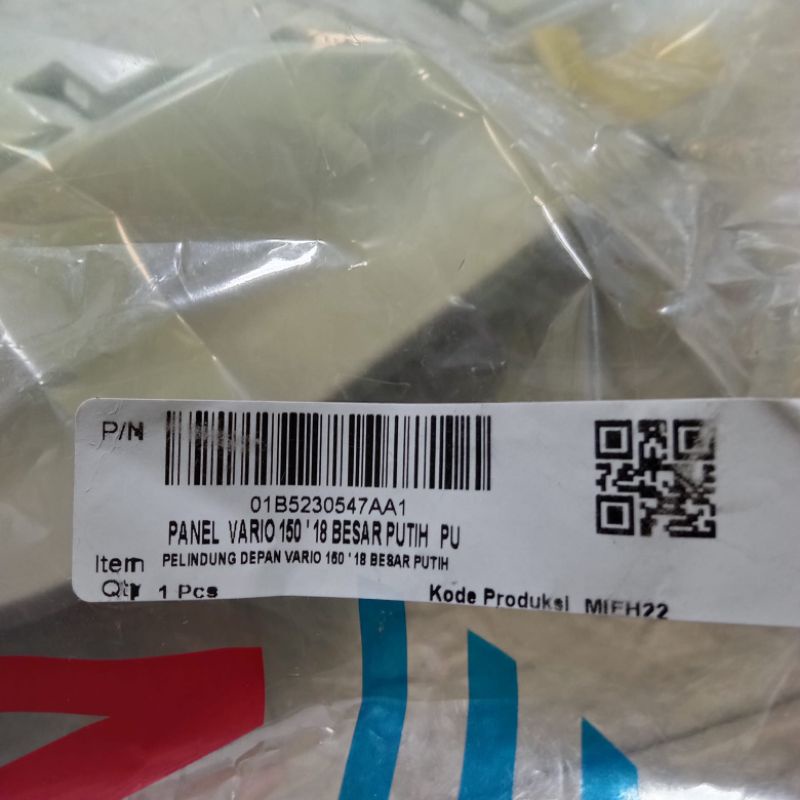 P/N
01B5230547AA1
PANEL VARIO 150 ' 18 BESAR PUTIH PU
Item PELINDUNG DEPAN VARIO 150 ' 18 BESAR PUTIH
Qty 1 Pcs Kode Produksi MIFH22